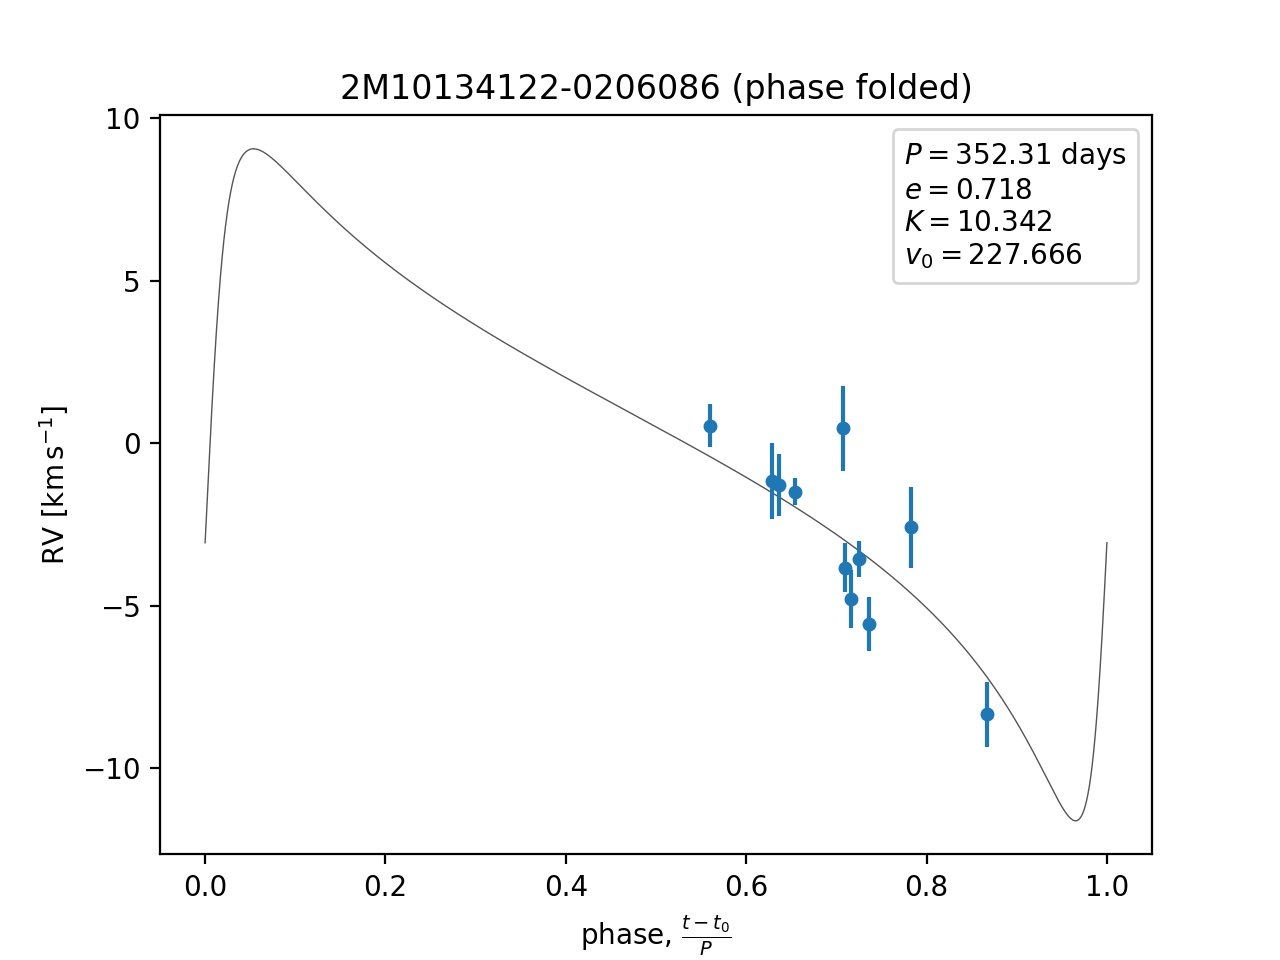 2M10134122-0206086 (phase folded)
P = 352.31 days
e = 0.718
K = 10.342
v₀ = 227.666
RV [km s⁻¹]
10
5
0
−5
−10
0.0 0.2 0.4 0.6 0.8 1.0
phase, (t − t₀)/P